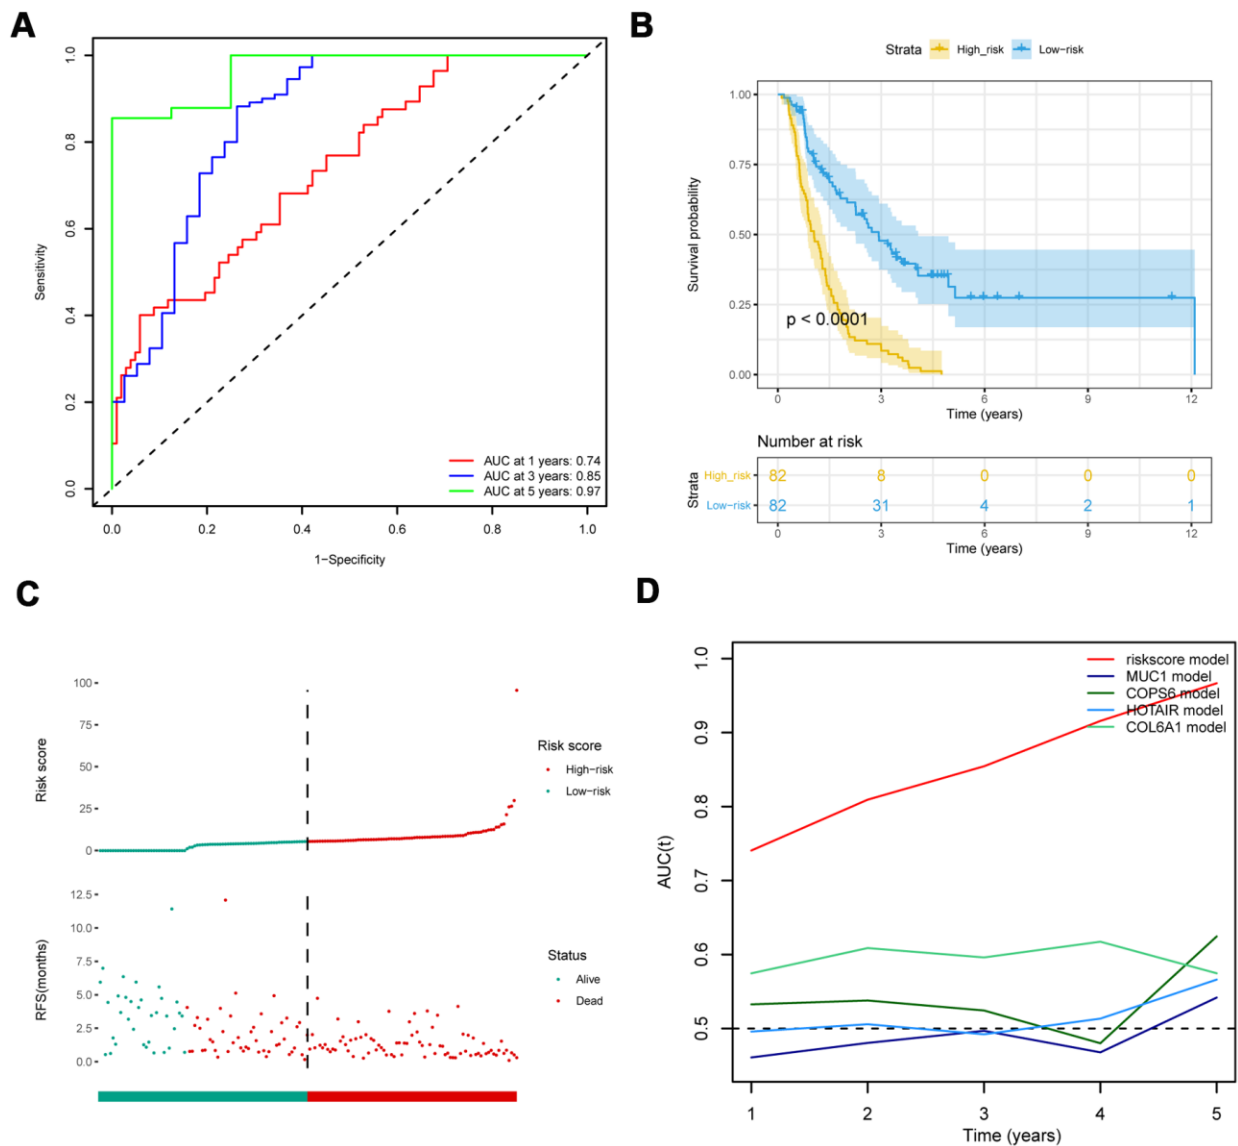 A
1.0
0.8
0.6
0.4
0.2
0.0
Sensitivity
AUC at 1 years: 0.74
AUC at 3 years: 0.85
AUC at 5 years: 0.97
0.0 0.2 0.4 0.6 0.8 1.0
1−Specificity
B
Strata High_risk Low−risk
1.00
0.75
0.50
0.25
0.00
Survival probability
p < 0.0001
0 3 6 9 12
Time (years)
Number at risk
Strata
High_risk 82 8 0 0 0
Low−risk 82 31 4 2 1
0 3 6 9 12
Time (years)
C
100
75
50
25
0
Risk score
Risk score
High−risk
Low−risk
12.5
10.0
7.5
5.0
2.5
0.0
RFS(months)
Status
Alive
Dead
D
1.0
0.9
0.8
0.7
0.6
0.5
AUC(t)
riskscore model
MUC1 model
COPS6 model
HOTAIR model
COL6A1 model
1 2 3 4 5
Time (years)